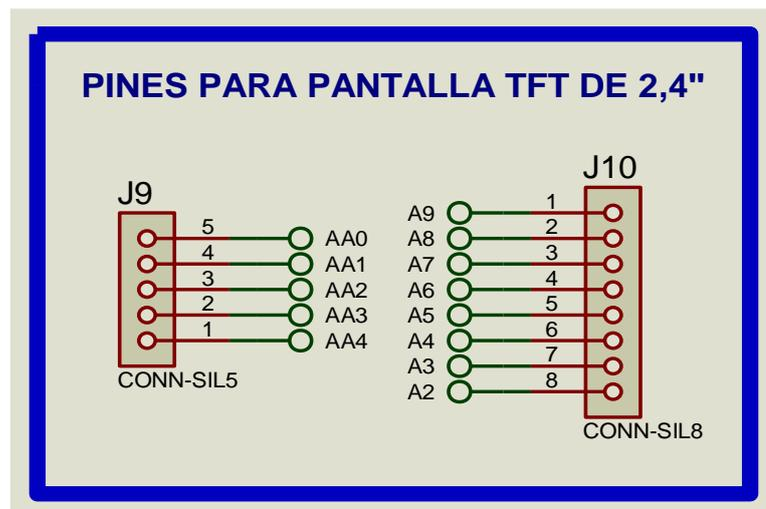 PINES PARA PANTALLA TFT DE 2,4"
J9
5 AA0
4 AA1
3 AA2
2 AA3
1 AA4
CONN-SIL5
J10
A9 1
A8 2
A7 3
A6 4
A5 5
A4 6
A3 7
A2 8
CONN-SIL8